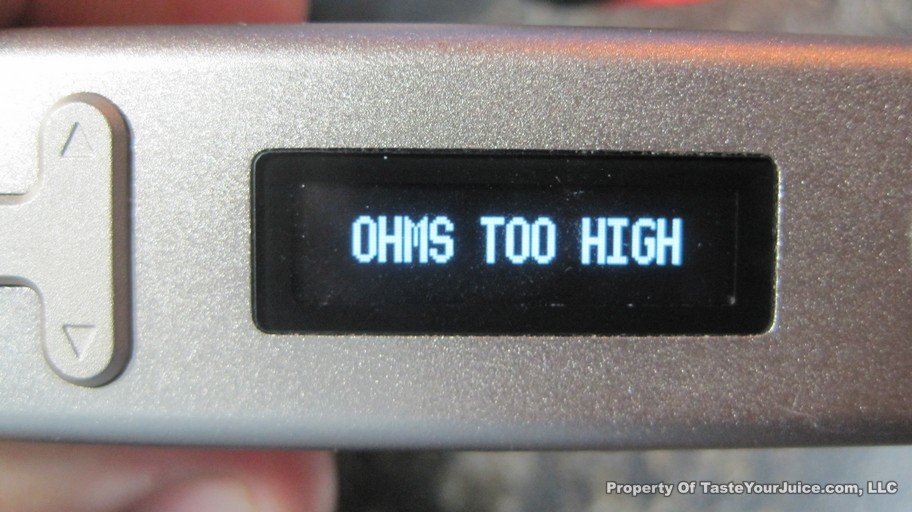 OHMS TOO HIGH
Property Of TasteYourJuice.com, LLC